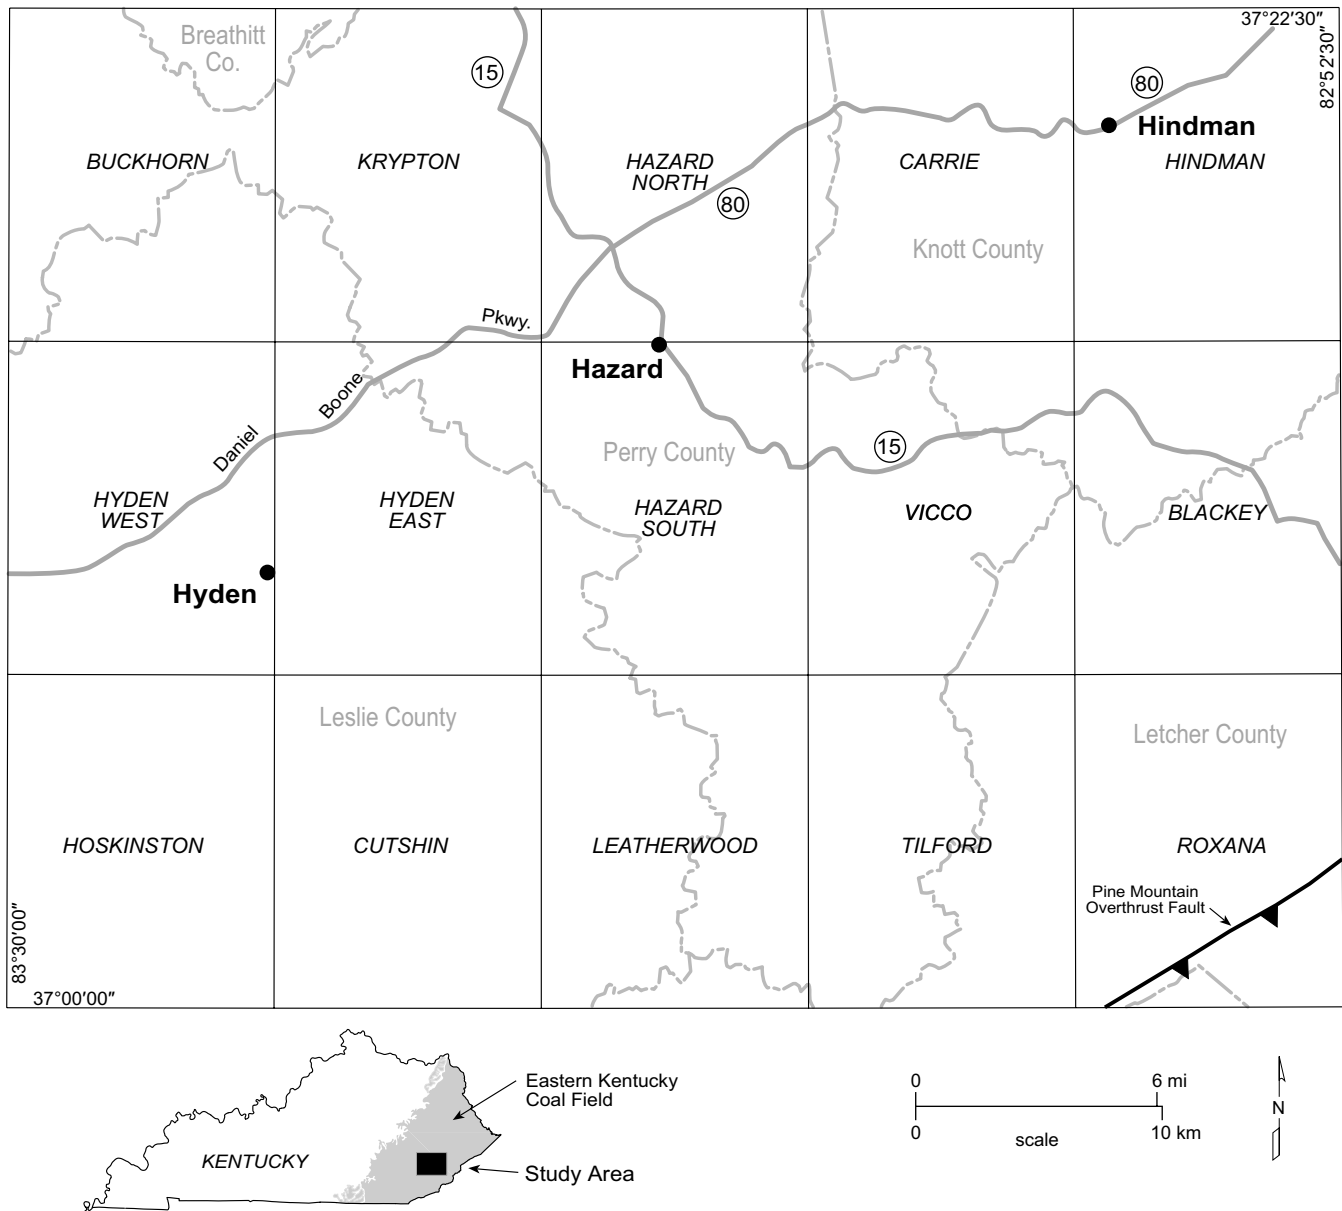 37°22′30″
82°52′30″
Breathitt
Co.
15
80
Hindman
BUCKHORN
KRYPTON
HAZARD
NORTH
CARRIE
HINDMAN
80
Knott County
Pkwy.
Hazard
Boone
Daniel
Perry County
15
HYDEN
WEST
HYDEN
EAST
HAZARD
SOUTH
VICCO
BLACKEY
Hyden
Leslie County
Letcher County
HOSKINSTON
CUTSHIN
LEATHERWOOD
TILFORD
ROXANA
Pine Mountain
Overthrust Fault
83°30′00″
37°00′00″
Eastern Kentucky
Coal Field
KENTUCKY
Study Area
0
6 mi
0
scale
10 km
N